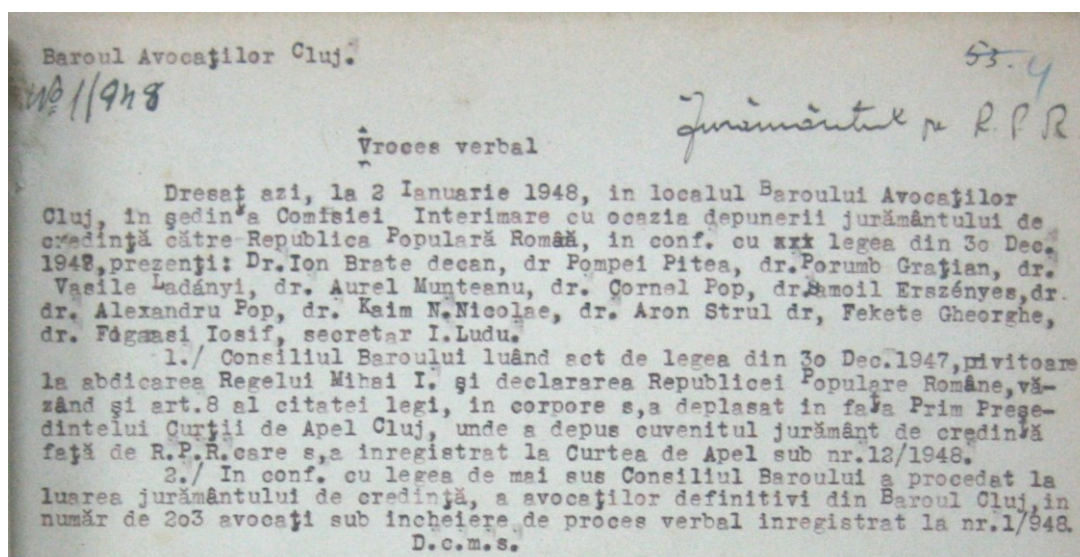 Baroul Avocaţilor Cluj.
53. 4
№ 1/948
Jurământul pe R. P. R
Proces verbal
Dresaţ azi, la 2 Ianuarie 1948, in localul Baroului Avocaţilor
Cluj, in şedinţa Comisiei Interimare cu ocazia depunerii jurământului de
credinţă către Republica Populară Româă, in conf. cu xxx legea din 3o Dec.
1948,prezenţi: Dr.Ion Brate decan, dr Pompei Pitea, dr.Porumb Graţian, dr.
Vasile Ladányi, dr. Aurel Munteanu, dr. Cornel Pop, dr.Samoil Erszényes,dr.
dr. Alexandru Pop, dr. Kaim N.Nicolae, dr. Aron Strul dr, Fekete Gheorghe,
dr. Iosif, secretar I.Ludu.
1./ Consiliul Baroului luând act de legea din 3o Dec.1947,privitoare
la abdicarea Regelui Mihai I. şi declararea Republicei Populare Române,vă-
zând şi art.8 al citatei legi, in corpore s,a deplasat in faţa Prim Preşe-
dintelui Curţii de Apel Cluj, unde a depus cuvenitul jurământ de credinţă
faţă de R.P.R.care s,a inregistrat la Curtea de Apel sub nr.12/1948.
2./ In conf. cu legea de mai sus Consiliul Baroului a procedat la
luarea jurământului de credinţă, a avocaţilor definitivi din Baroul Cluj,in
număr de 2o3 avocaţi sub incheiere de proces verbal inregistrat la nr.1/948.
D.c.m.s.